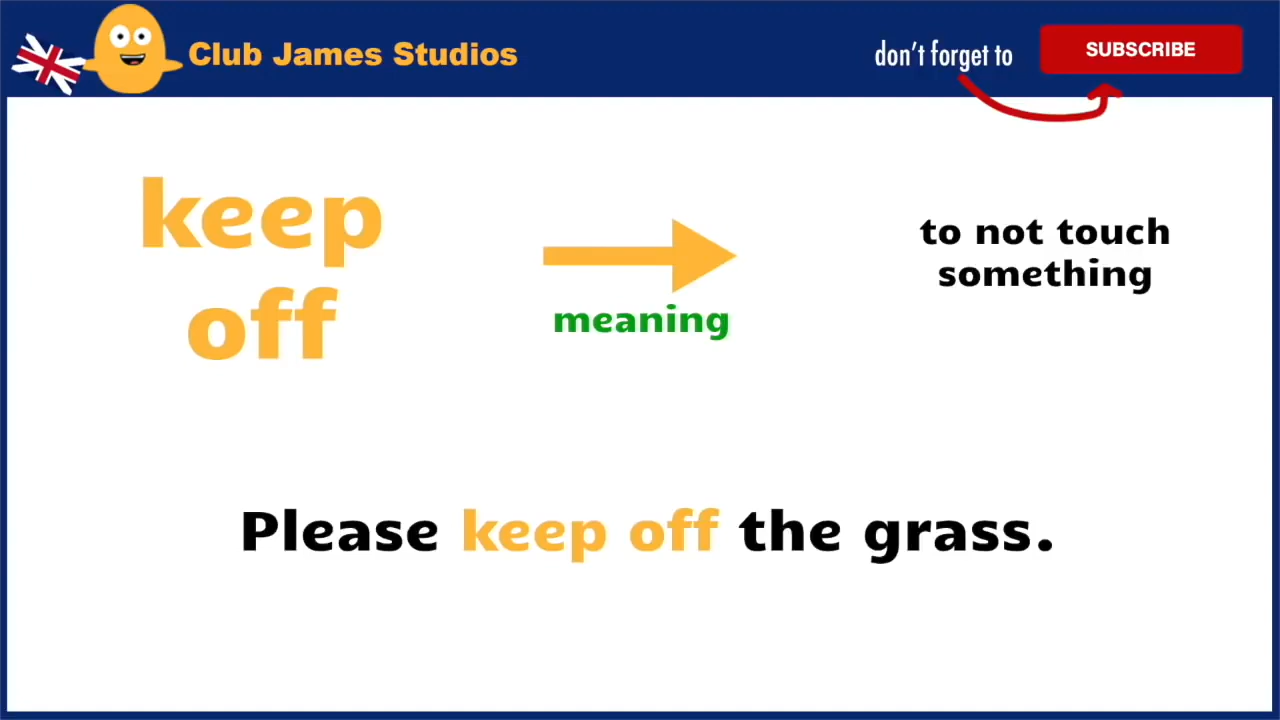 Club James Studios
don't forget to
SUBSCRIBE
keep
off
meaning
to not touch
something
Please keep off the grass.